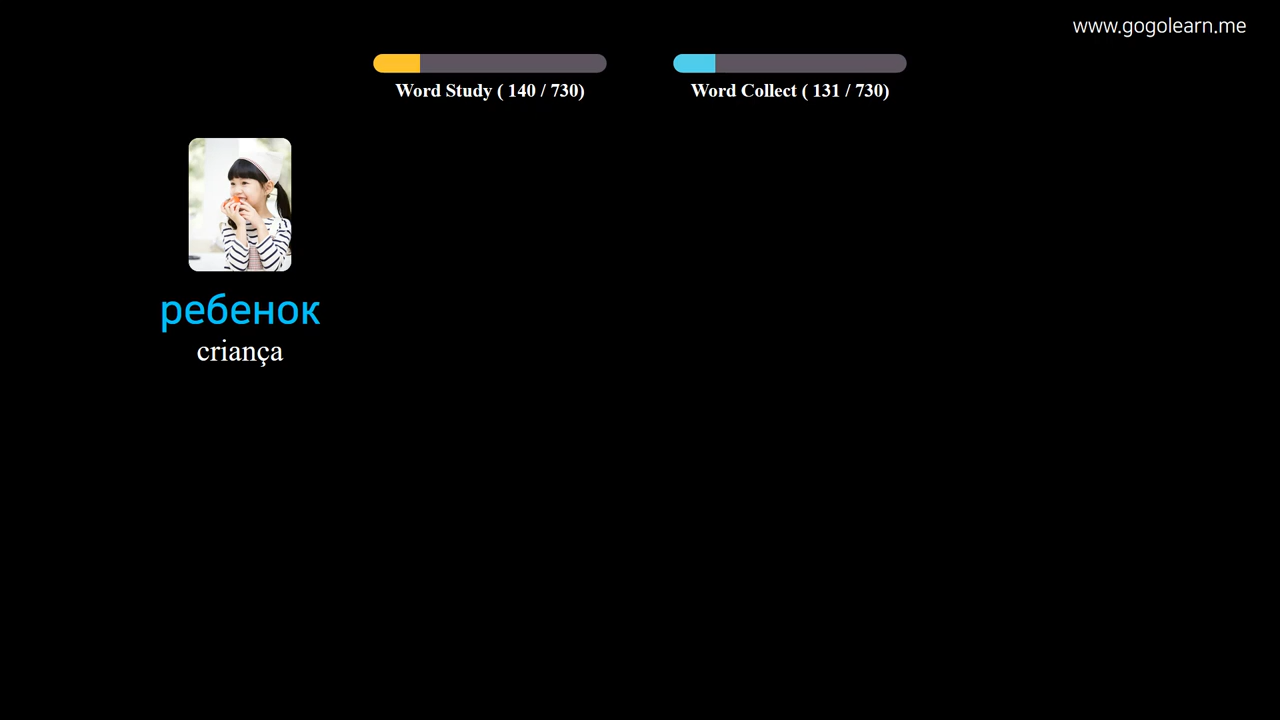 www.gogolearn.me
Word Study ( 140 / 730)
Word Collect ( 131 / 730)
ребенок
criança